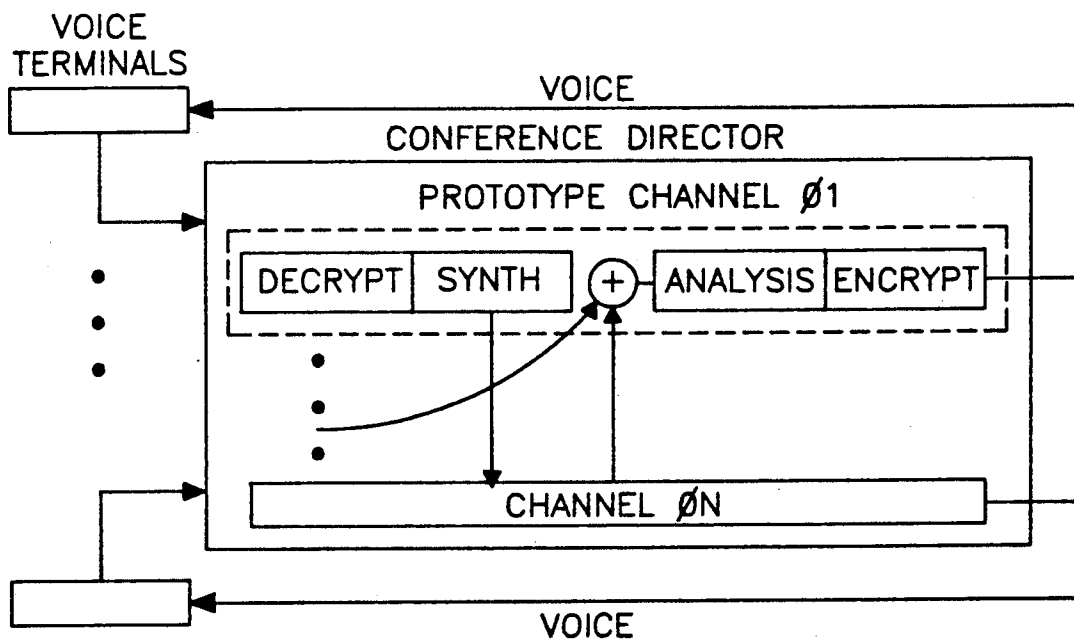 VOICE
TERMINALS
VOICE
CONFERENCE DIRECTOR
PROTOTYPE CHANNEL Ø1
DECRYPT SYNTH + ANALYSIS ENCRYPT
CHANNEL ØN
VOICE